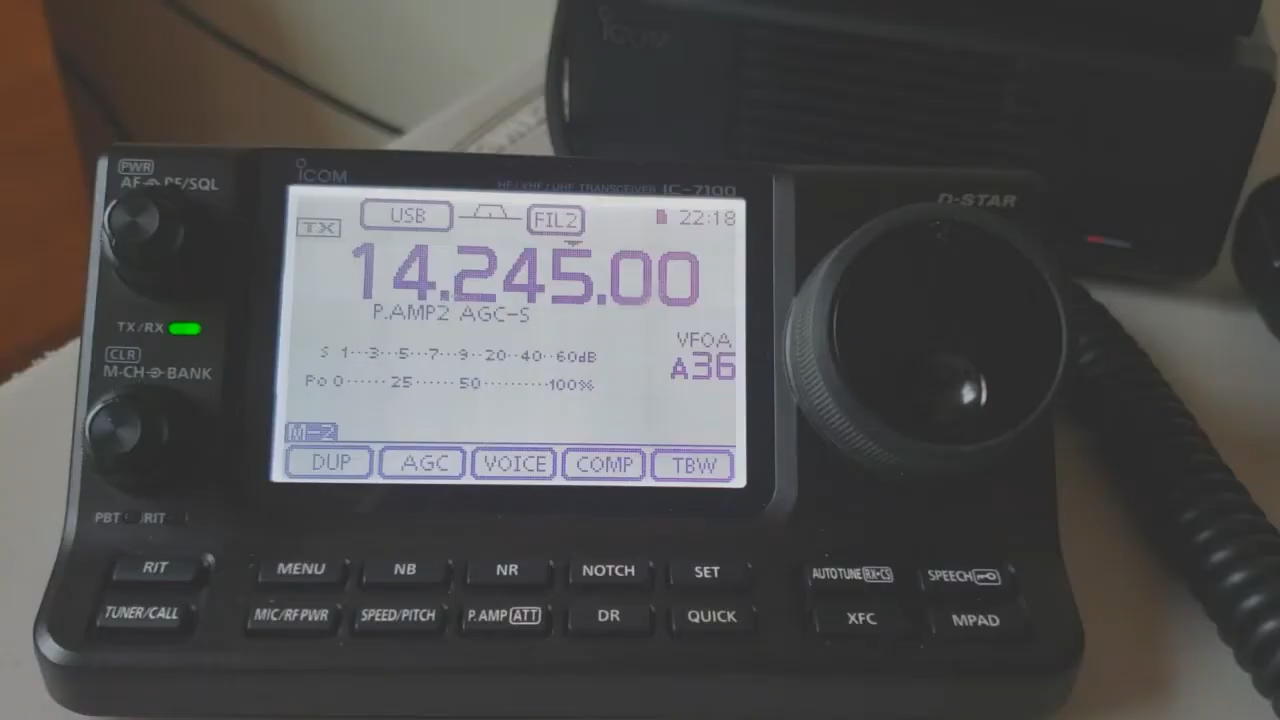 ICOM
PWR
AF RF/SQL
ICOM
HF/VHF/UHF TRANSCEIVER IC-7100
D-STAR
TX
USB
FIL2
22:18
14.245.00
P.AMP2 AGC-S
TX/RX
CLR
M-CH BANK
S 1···3··5··7··9··20··40··60dB
Po 0······25······50·········100%
VFOA
A36
M-2
DUP AGC VOICE COMP TBW
PBT RIT
RIT MENU NB NR NOTCH SET AUTO TUNE RX•CS SPEECH
TUNER/CALL MIC/RF PWR SPEED/PITCH P.AMP ATT DR QUICK XFC MPAD